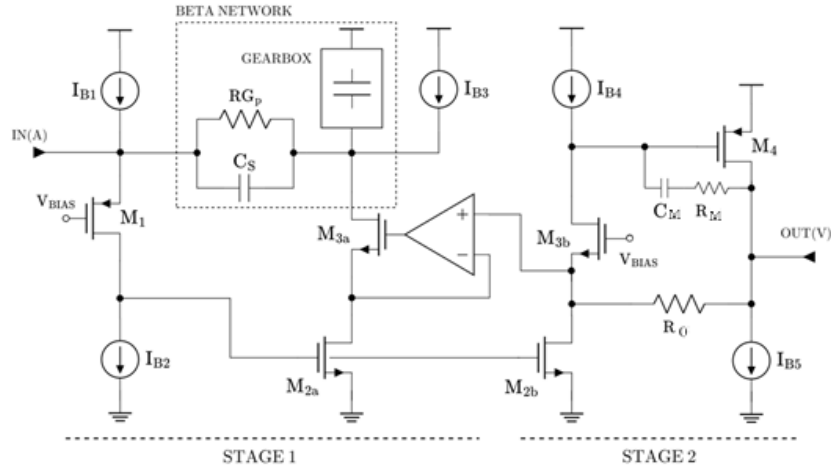 BETA NETWORK
GEARBOX
I_B1
RG_P
I_B3
I_B4
IN(A)
C_S
M_4
V_BIAS
M_1
M_3a
+
−
M_3b
C_M
R_M
V_BIAS
OUT(V)
R_O
I_B2
M_2a
M_2b
I_B5
STAGE 1
STAGE 2